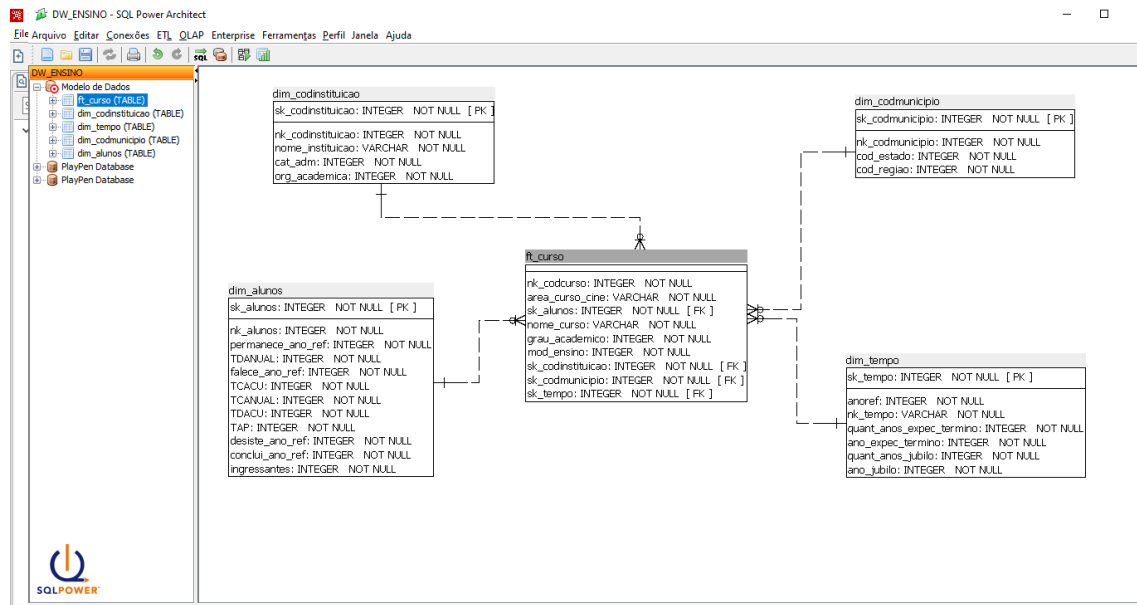 DW_ENSINO - SQL Power Architect
File Arquivo Editar Conexões ETL OLAP Enterprise Ferramentas Perfil Janela Ajuda
SQL
DW_ENSINO
Modelo de Dados
ft_curso (TABLE)
dim_codinstituicao (TABLE)
dim_tempo (TABLE)
dim_codmunicipio (TABLE)
dim_alunos (TABLE)
PlayPen Database
PlayPen Database
SQLPOWER
dim_codinstituicao
sk_codinstituicao: INTEGER NOT NULL [ PK ]
nk_codinstituicao: INTEGER NOT NULL
nome_instituicao: VARCHAR NOT NULL
cat_adm: INTEGER NOT NULL
org_academica: INTEGER NOT NULL
dim_codmunicipio
sk_codmunicipio: INTEGER NOT NULL [ PK ]
nk_codmunicipio: INTEGER NOT NULL
cod_estado: INTEGER NOT NULL
cod_regiao: INTEGER NOT NULL
ft_curso
nk_codcurso: INTEGER NOT NULL
area_curso_cine: VARCHAR NOT NULL
sk_alunos: INTEGER NOT NULL [ FK ]
nome_curso: VARCHAR NOT NULL
grau_academico: INTEGER NOT NULL
mod_ensino: INTEGER NOT NULL
sk_codinstituicao: INTEGER NOT NULL [ FK ]
sk_codmunicipio: INTEGER NOT NULL [ FK ]
sk_tempo: INTEGER NOT NULL [ FK ]
dim_alunos
sk_alunos: INTEGER NOT NULL [ PK ]
nk_alunos: INTEGER NOT NULL
permanece_ano_ref: INTEGER NOT NULL
TDANUAL: INTEGER NOT NULL
falece_ano_ref: INTEGER NOT NULL
TCACU: INTEGER NOT NULL
TCANUAL: INTEGER NOT NULL
TDACU: INTEGER NOT NULL
TAP: INTEGER NOT NULL
desiste_ano_ref: INTEGER NOT NULL
conclui_ano_ref: INTEGER NOT NULL
ingressantes: INTEGER NOT NULL
dim_tempo
sk_tempo: INTEGER NOT NULL [ PK ]
anoref: INTEGER NOT NULL
nk_tempo: VARCHAR NOT NULL
quant_anos_expec_termino: INTEGER NOT NULL
ano_expec_termino: INTEGER NOT NULL
quant_anos_jubilo: INTEGER NOT NULL
ano_jubilo: INTEGER NOT NULL